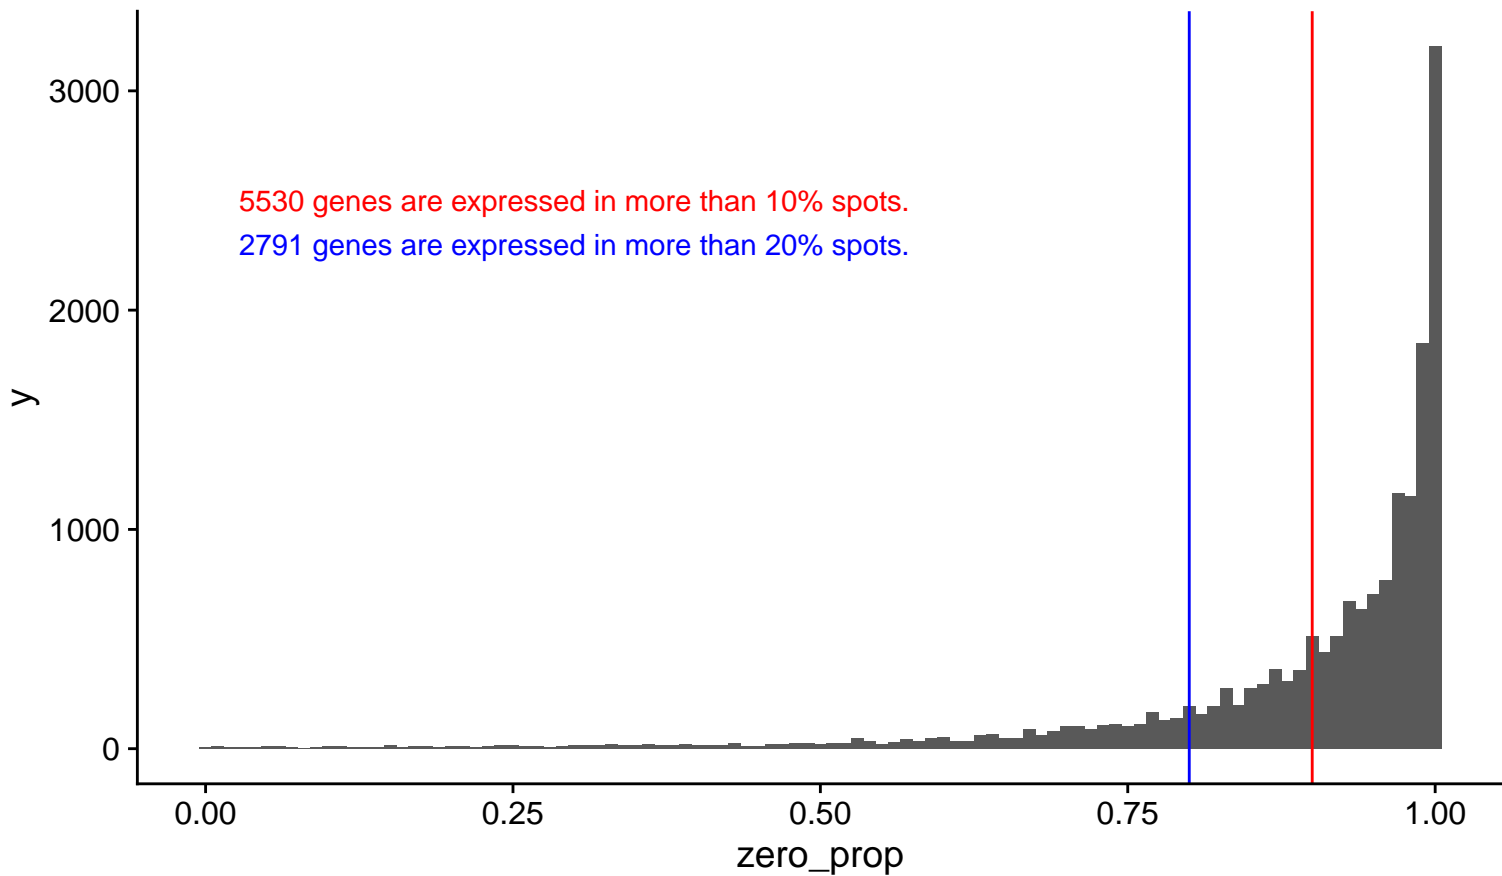 3000
5530 genes are expressed in more than 10% spots.
2791 genes are expressed in more than 20% spots.
2000
y
1000
0
0.00 0.25 0.50 0.75 1.00
zero_prop